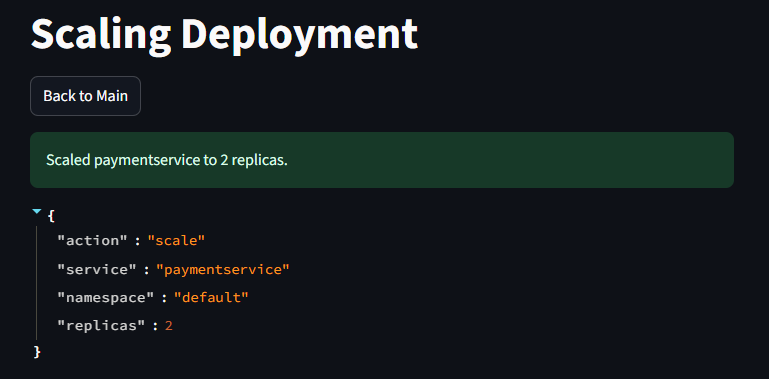 Scaling Deployment
Back to Main
Scaled paymentservice to 2 replicas.
{
"action" : "scale"
"service" : "paymentservice"
"namespace" : "default"
"replicas" : 2
}